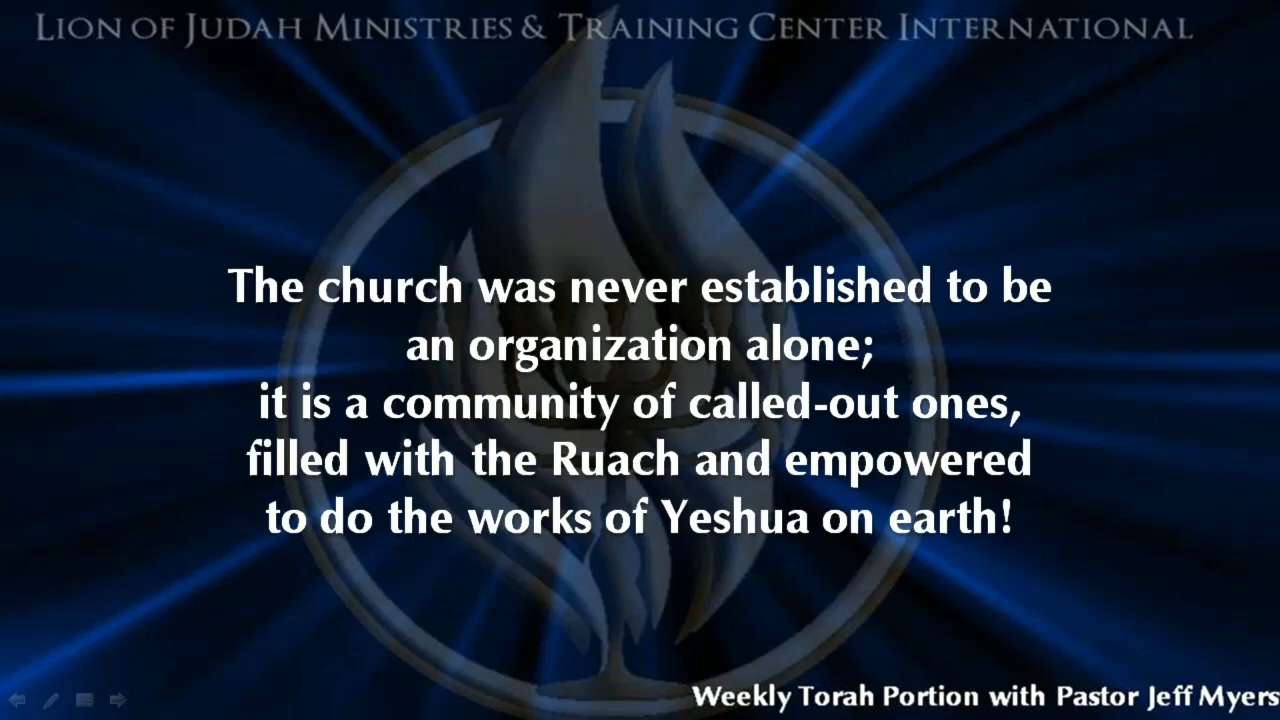 LION OF JUDAH MINISTRIES & TRAINING CENTER INTERNATIONAL
The church was never established to be
an organization alone;
it is a community of called-out ones,
filled with the Ruach and empowered
to do the works of Yeshua on earth!
Weekly Torah Portion with Pastor Jeff Myers